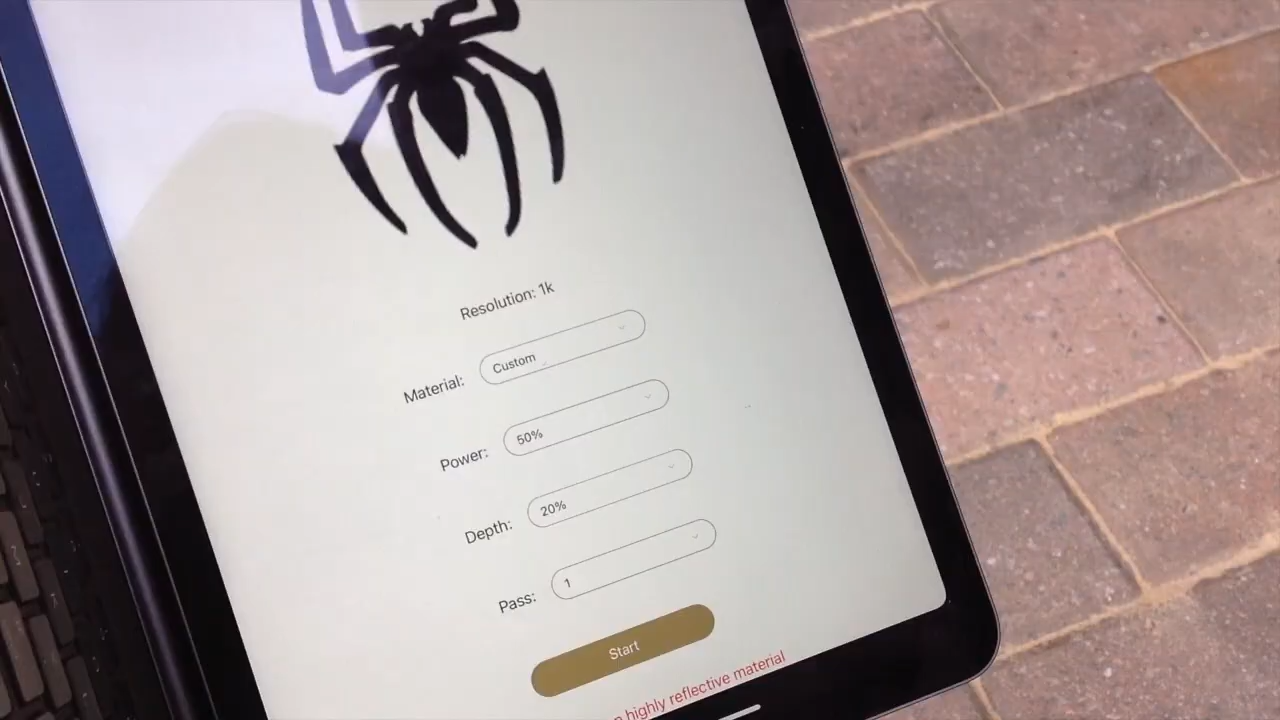 Resolution: 1k
Material: Custom
Power: 50%
Depth: 20%
Pass: 1
Start
highly reflective material